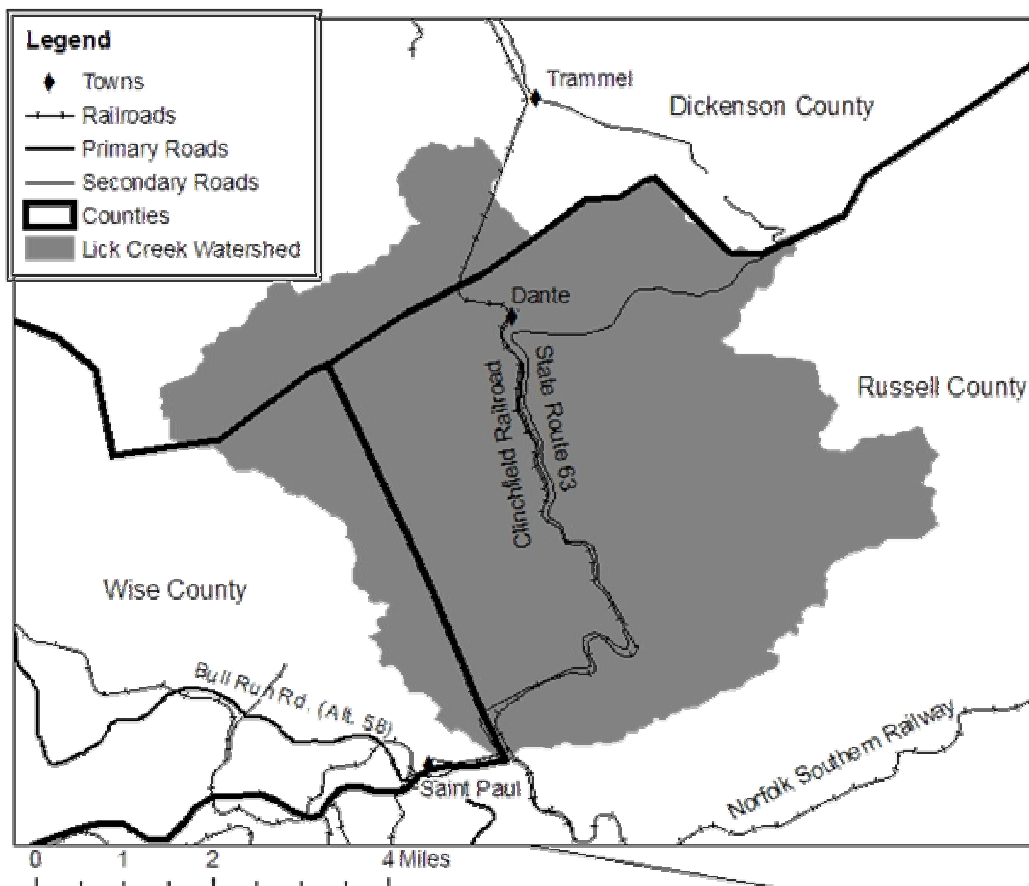 Legend
Towns
Railroads
Primary Roads
Secondary Roads
Counties
Lick Creek Watershed
Trammel
Dickenson County
Dante
State Route 63
Clinchfield Railroad
Russell County
Wise County
Bull Run Rd. (Alt. 58)
Saint Paul
Norfolk Southern Railway
0 1 2 4 Miles